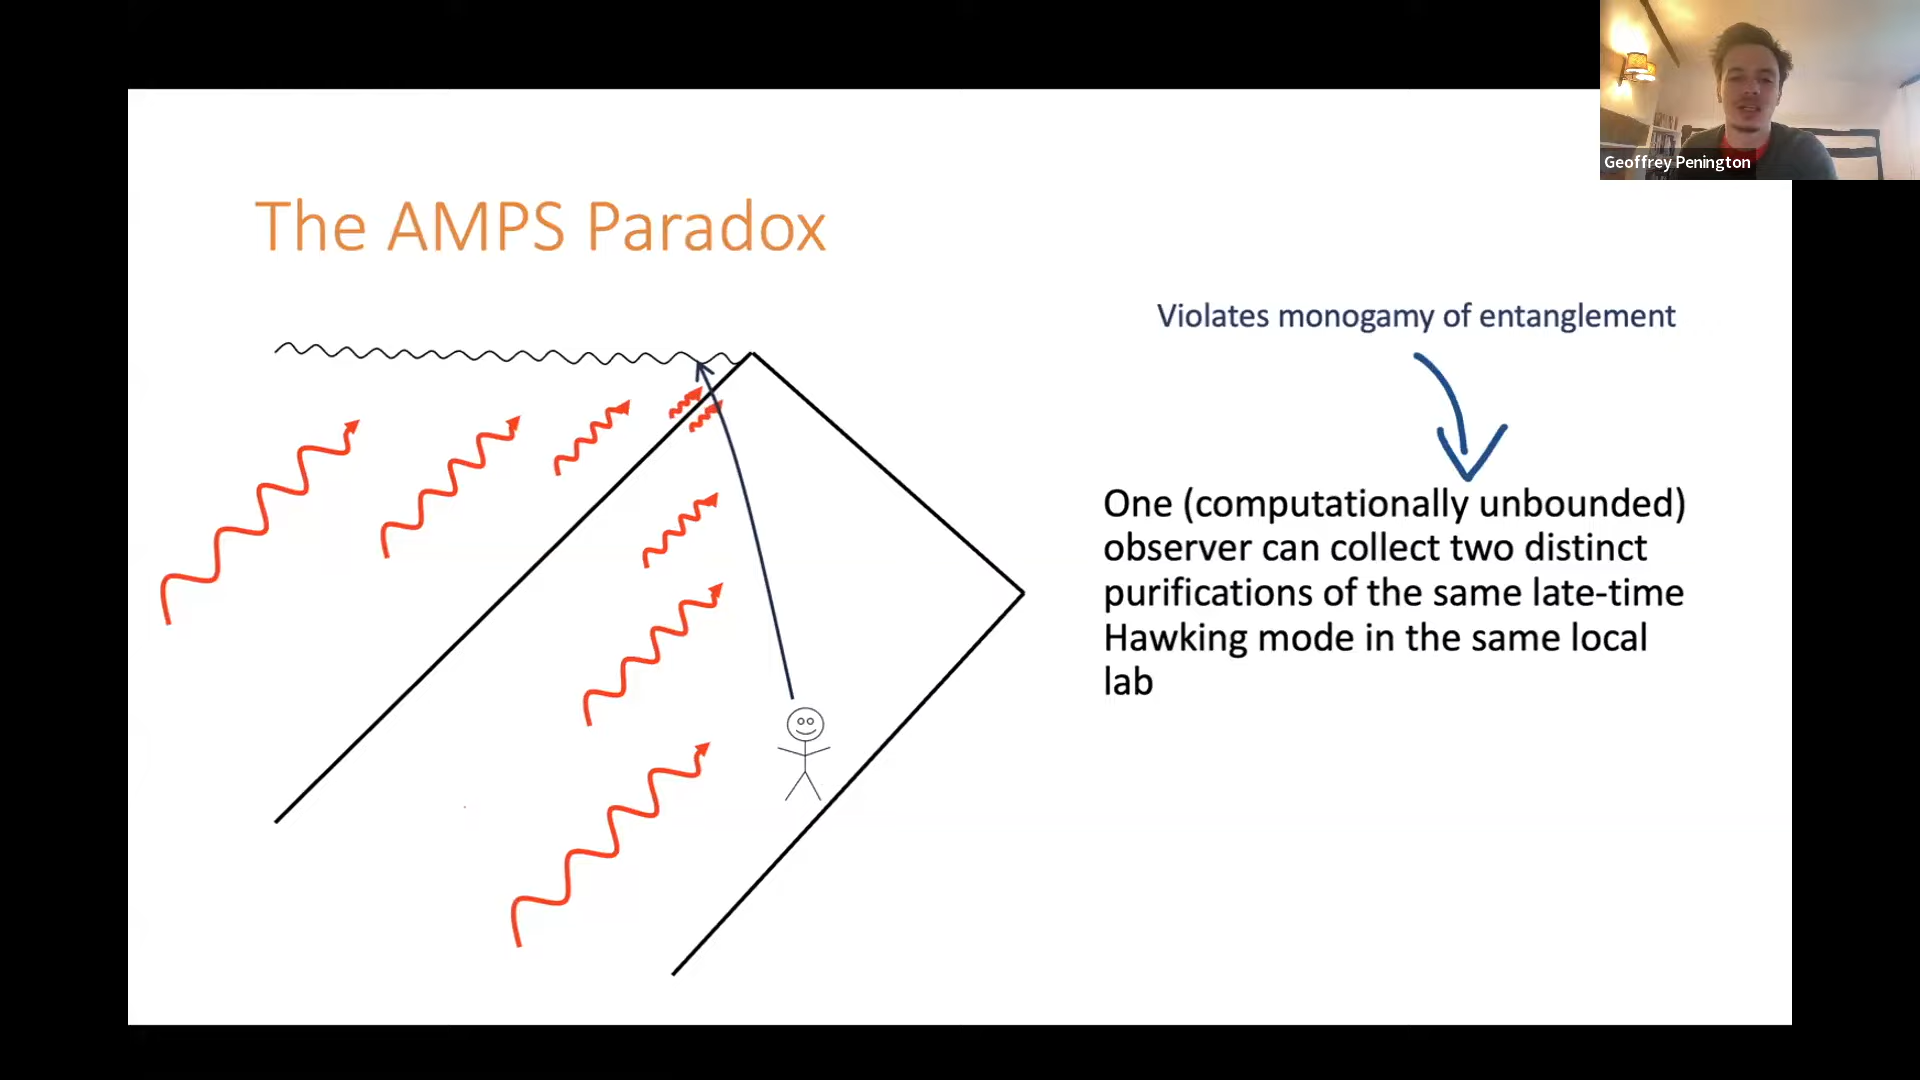 Geoffrey Penington
The AMPS Paradox
Violates monogamy of entanglement
One (computationally unbounded)
observer can collect two distinct
purifications of the same late-time
Hawking mode in the same local
lab